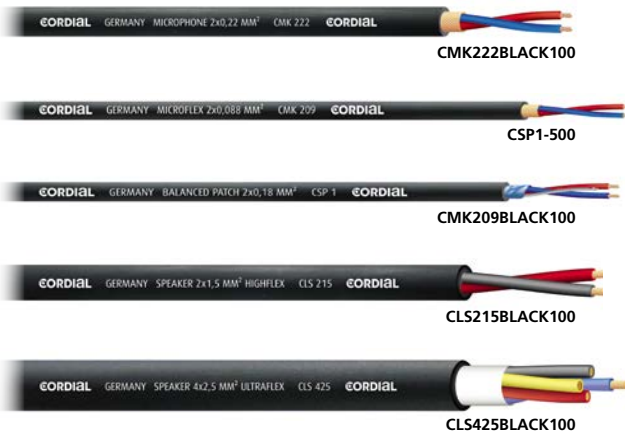 CORDIAL GERMANY MICROPHONE 2x0,22 MM² CMK 222 CORDIAL
CMK222BLACK100
CORDIAL GERMANY MICROFLEX 2x0,088 MM² CMK 209 CORDIAL
CSP1-500
CORDIAL GERMANY BALANCED PATCH 2x0,18 MM² CSP 1 CORDIAL
CMK209BLACK100
CORDIAL GERMANY SPEAKER 2x1,5 MM² HIGHFLEX CLS 215 CORDIAL
CLS215BLACK100
CORDIAL GERMANY SPEAKER 4x2,5 MM² ULTRAFLEX CLS 425 CORDIAL
CLS425BLACK100